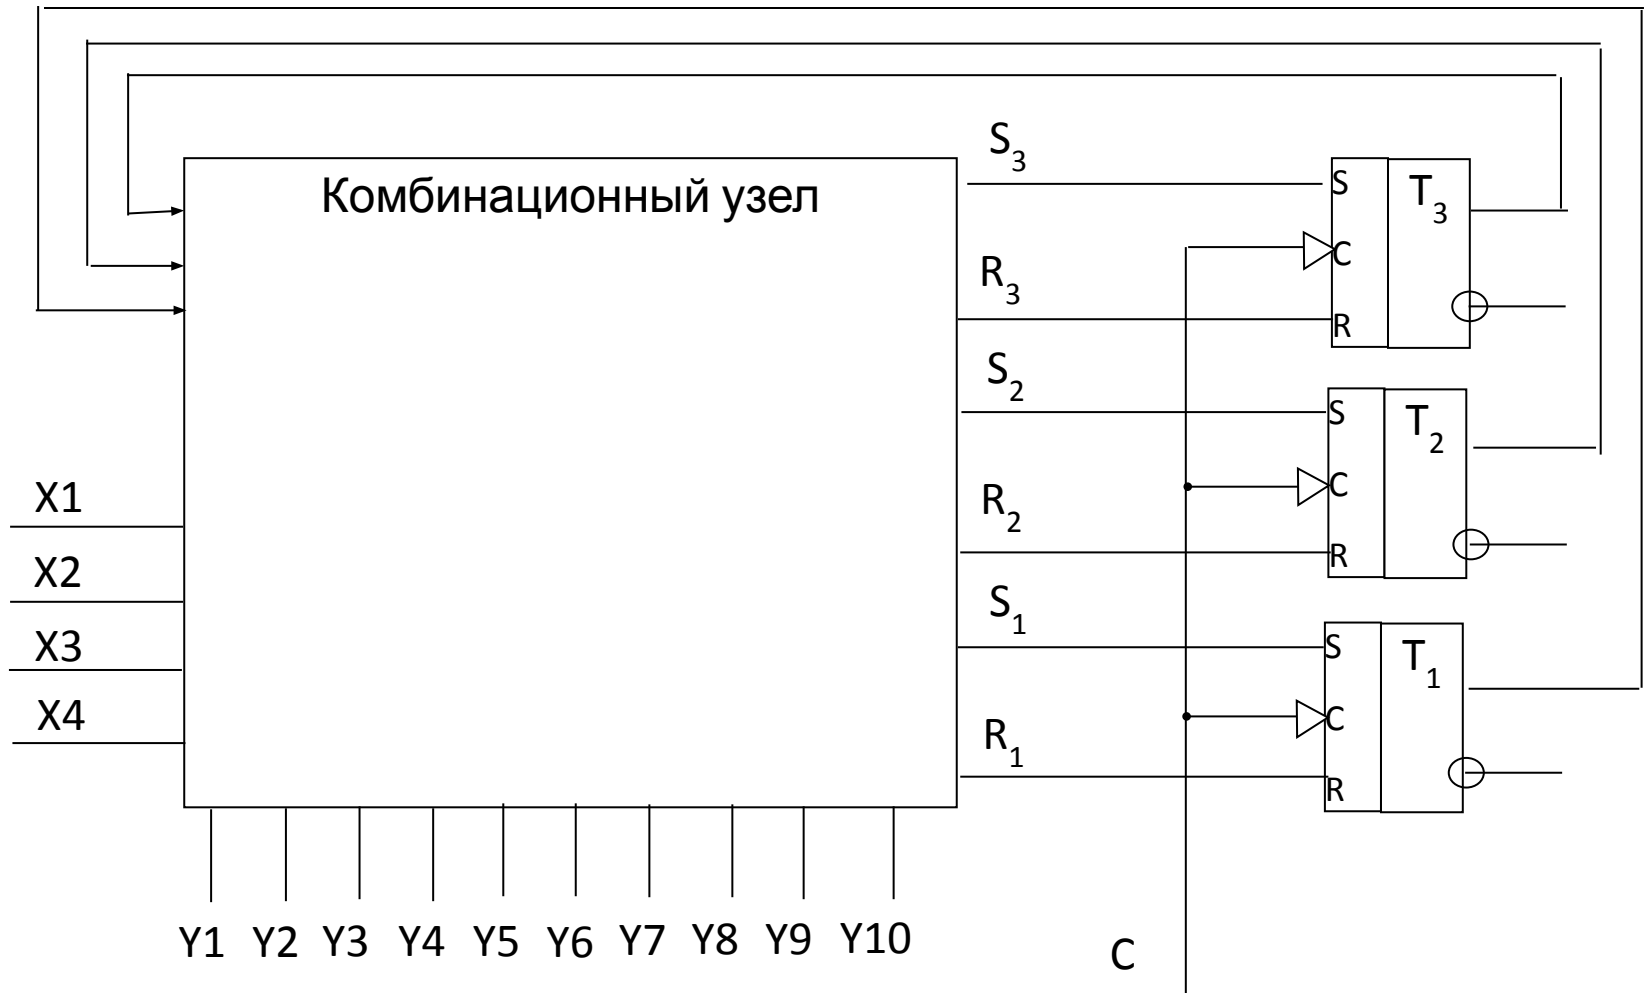 Комбинационный узел
X1
X2
X3
X4
Y1 Y2 Y3 Y4 Y5 Y6 Y7 Y8 Y9 Y10
S3
R3
S2
R2
S1
R1
C
S
C
R
T3
S
C
R
T2
S
C
R
T1